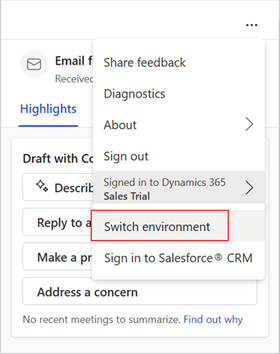 ...
Email f
Received
Share feedback
Diagnostics
About
Highlights
Sign out
Draft with Co
Signed in to Dynamics 365
Sales Trial
Describ
Switch environment
Reply to a
Sign in to Salesforce® CRM
Make a pr
Address a concern
No recent meetings to summarize. Find out why